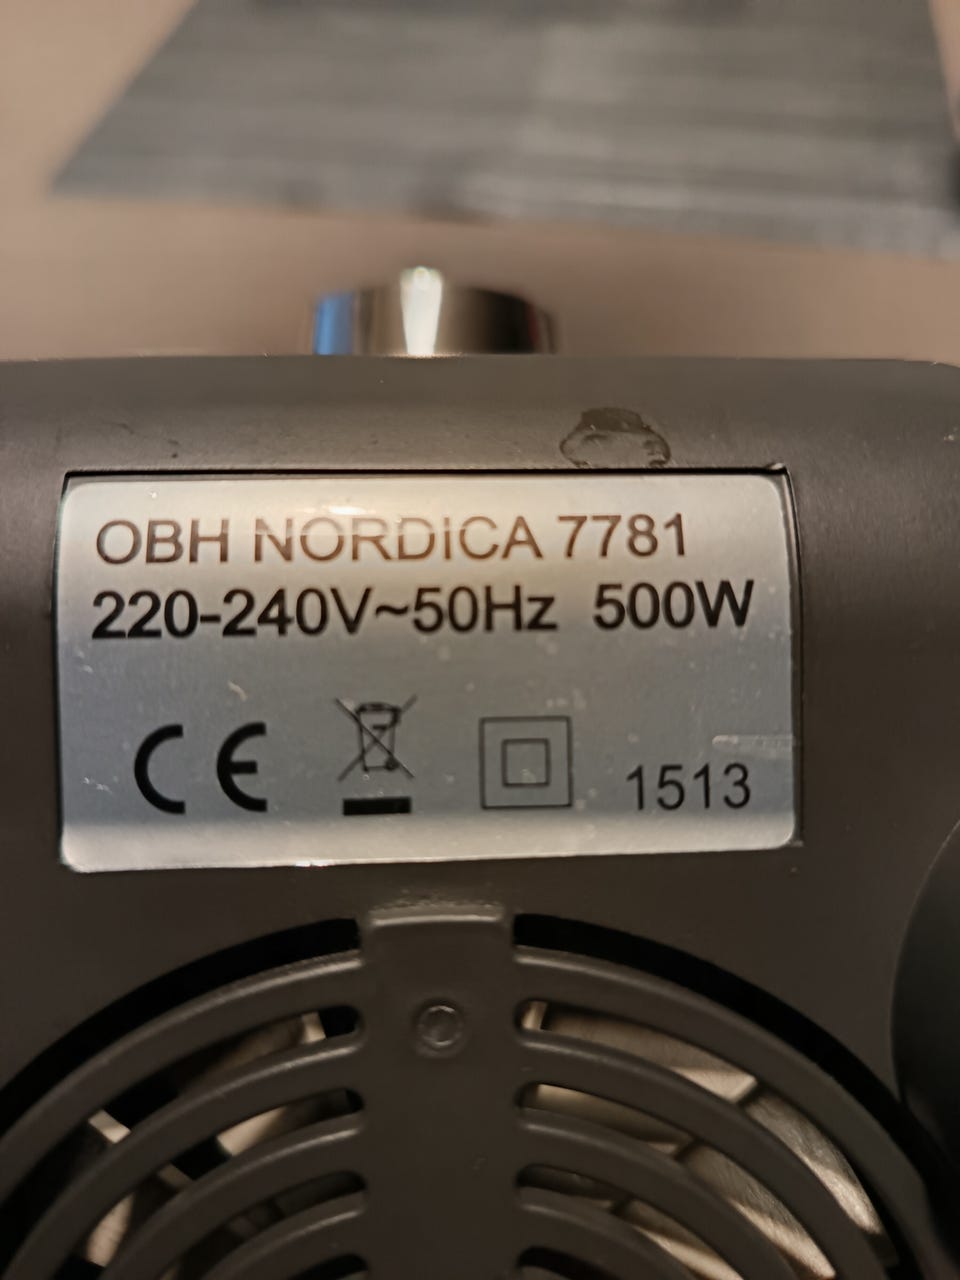 OBH NORDICA 7781
220-240V~50Hz 500W
CE 1513